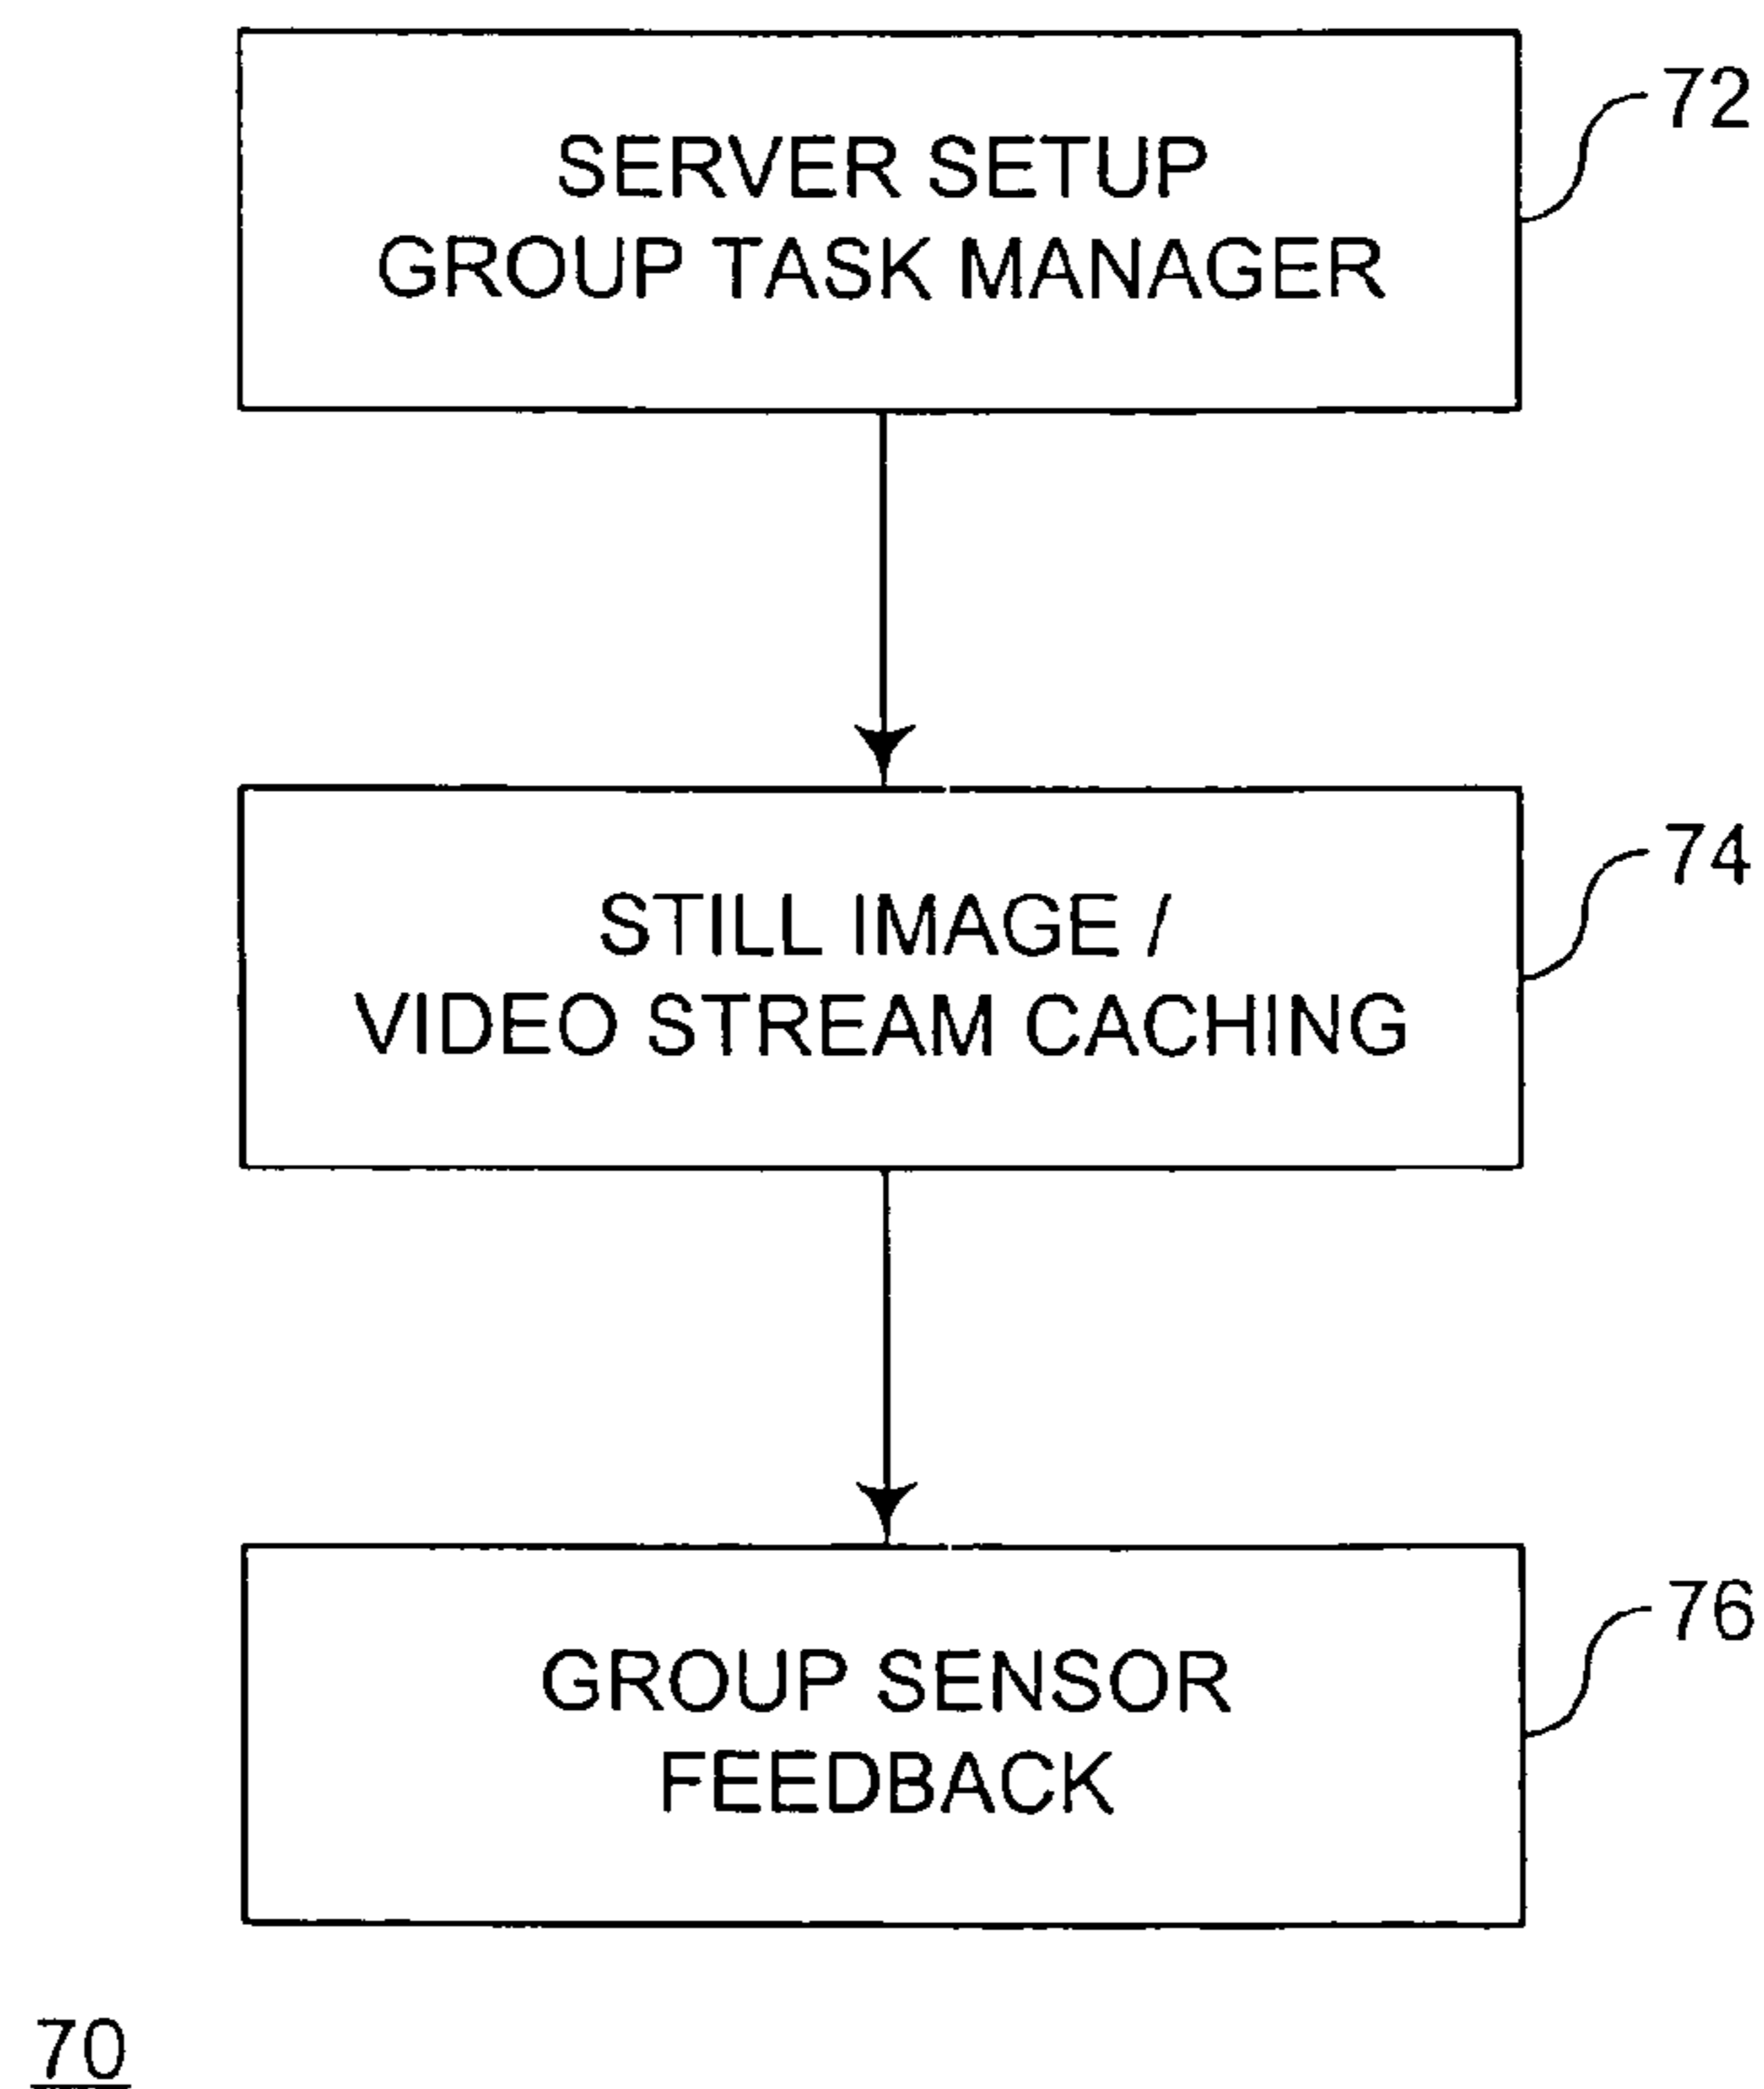 72
SERVER SETUP
GROUP TASK MANAGER
74
STILL IMAGE /
VIDEO STREAM CACHING
76
GROUP SENSOR
FEEDBACK
70